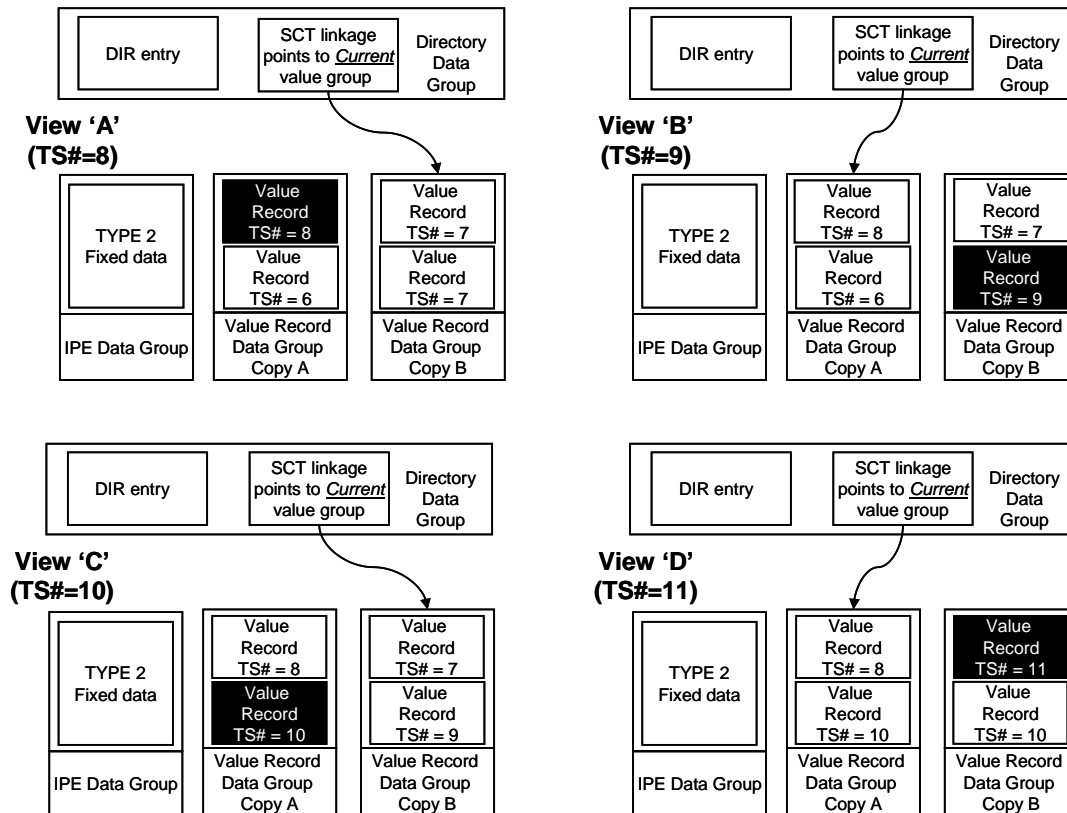 DIR entry
SCT linkage
points to Current
value group
Directory
Data
Group
View ‘A’
(TS#=8)
TYPE 2
Fixed data
IPE Data Group
Value
Record
TS# = 8
Value
Record
TS# = 6
Value Record
Data Group
Copy A
Value
Record
TS# = 7
Value
Record
TS# = 7
Value Record
Data Group
Copy B
DIR entry
SCT linkage
points to Current
value group
Directory
Data
Group
View ‘B’
(TS#=9)
TYPE 2
Fixed data
IPE Data Group
Value
Record
TS# = 8
Value
Record
TS# = 6
Value Record
Data Group
Copy A
Value
Record
TS# = 7
Value
Record
TS# = 9
Value Record
Data Group
Copy B
DIR entry
SCT linkage
points to Current
value group
Directory
Data
Group
View ‘C’
(TS#=10)
TYPE 2
Fixed data
IPE Data Group
Value
Record
TS# = 8
Value
Record
TS# = 10
Value Record
Data Group
Copy A
Value
Record
TS# = 7
Value
Record
TS# = 9
Value Record
Data Group
Copy B
DIR entry
SCT linkage
points to Current
value group
Directory
Data
Group
View ‘D’
(TS#=11)
TYPE 2
Fixed data
IPE Data Group
Value
Record
TS# = 8
Value
Record
TS# = 10
Value Record
Data Group
Copy A
Value
Record
TS# = 11
Value
Record
TS# = 10
Value Record
Data Group
Copy B